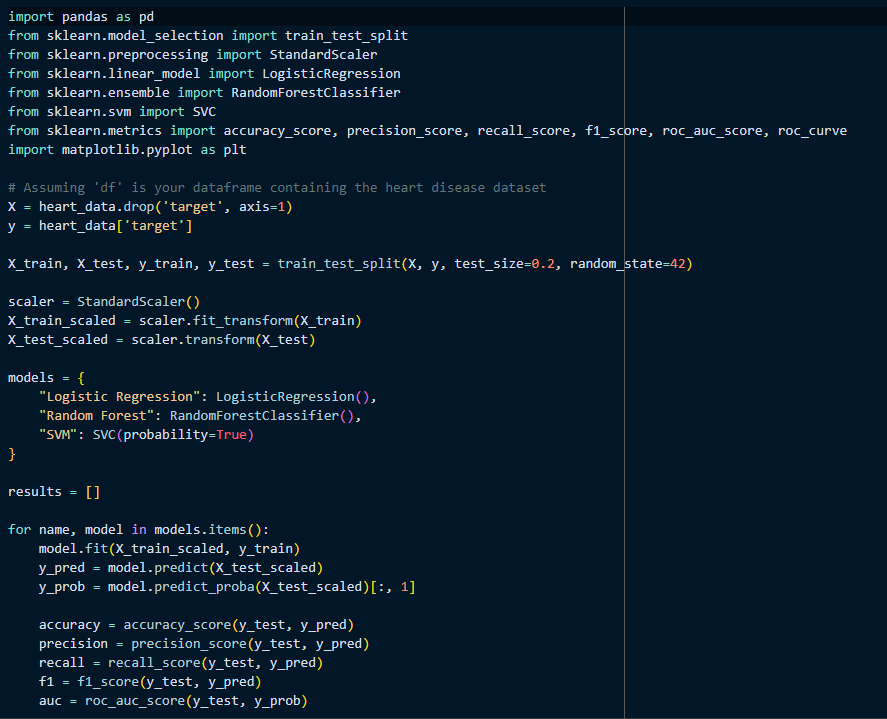 import pandas as pd
from sklearn.model_selection import train_test_split
from sklearn.preprocessing import StandardScaler
from sklearn.linear_model import LogisticRegression
from sklearn.ensemble import RandomForestClassifier
from sklearn.svm import SVC
from sklearn.metrics import accuracy_score, precision_score, recall_score, f1_score, roc_auc_score, roc_curve
import matplotlib.pyplot as plt

# Assuming 'df' is your dataframe containing the heart disease dataset
X = heart_data.drop('target', axis=1)
y = heart_data['target']

X_train, X_test, y_train, y_test = train_test_split(X, y, test_size=0.2, random_state=42)

scaler = StandardScaler()
X_train_scaled = scaler.fit_transform(X_train)
X_test_scaled = scaler.transform(X_test)

models = {
    "Logistic Regression": LogisticRegression(),
    "Random Forest": RandomForestClassifier(),
    "SVM": SVC(probability=True)
}

results = []

for name, model in models.items():
    model.fit(X_train_scaled, y_train)
    y_pred = model.predict(X_test_scaled)
    y_prob = model.predict_proba(X_test_scaled)[:, 1]

    accuracy = accuracy_score(y_test, y_pred)
    precision = precision_score(y_test, y_pred)
    recall = recall_score(y_test, y_pred)
    f1 = f1_score(y_test, y_pred)
    auc = roc_auc_score(y_test, y_prob)